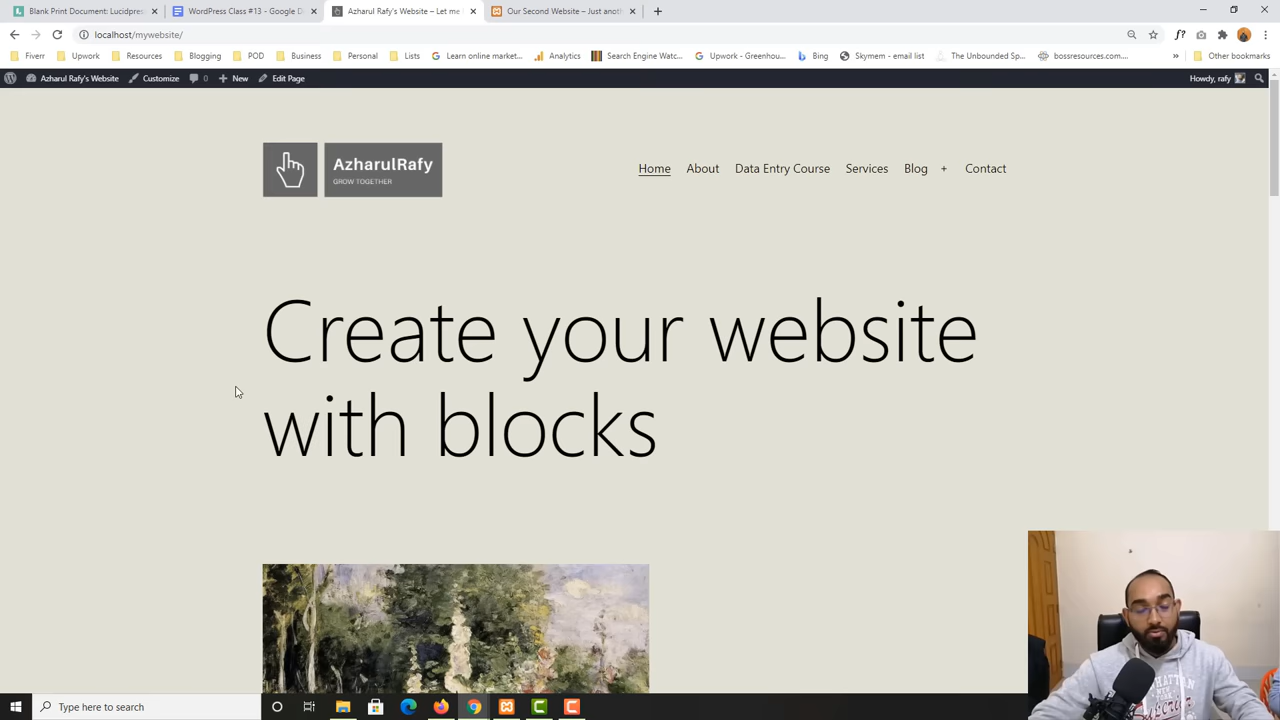 Blank Print Document: Lucidpres
WordPress Class #13 - Google D
Azharul Rafy's Website – Let me
Our Second Website – Just anoth
localhost/mywebsite/
f?
Fiverr
Upwork
Resources
Blogging
POD
Business
Personal
Lists
Learn online market...
Analytics
Search Engine Watc...
Upwork - Greenhou...
Bing
Skymem - email list
The Unbounded Sp...
bossresources.com...
»
Other bookmarks
Azharul Rafy's Website
Customize
0
New
Edit Page
Howdy, rafy
AzharulRafy
GROW TOGETHER
Home
About
Data Entry Course
Services
Blog
+
Contact
Create your website
with blocks
Type here to search